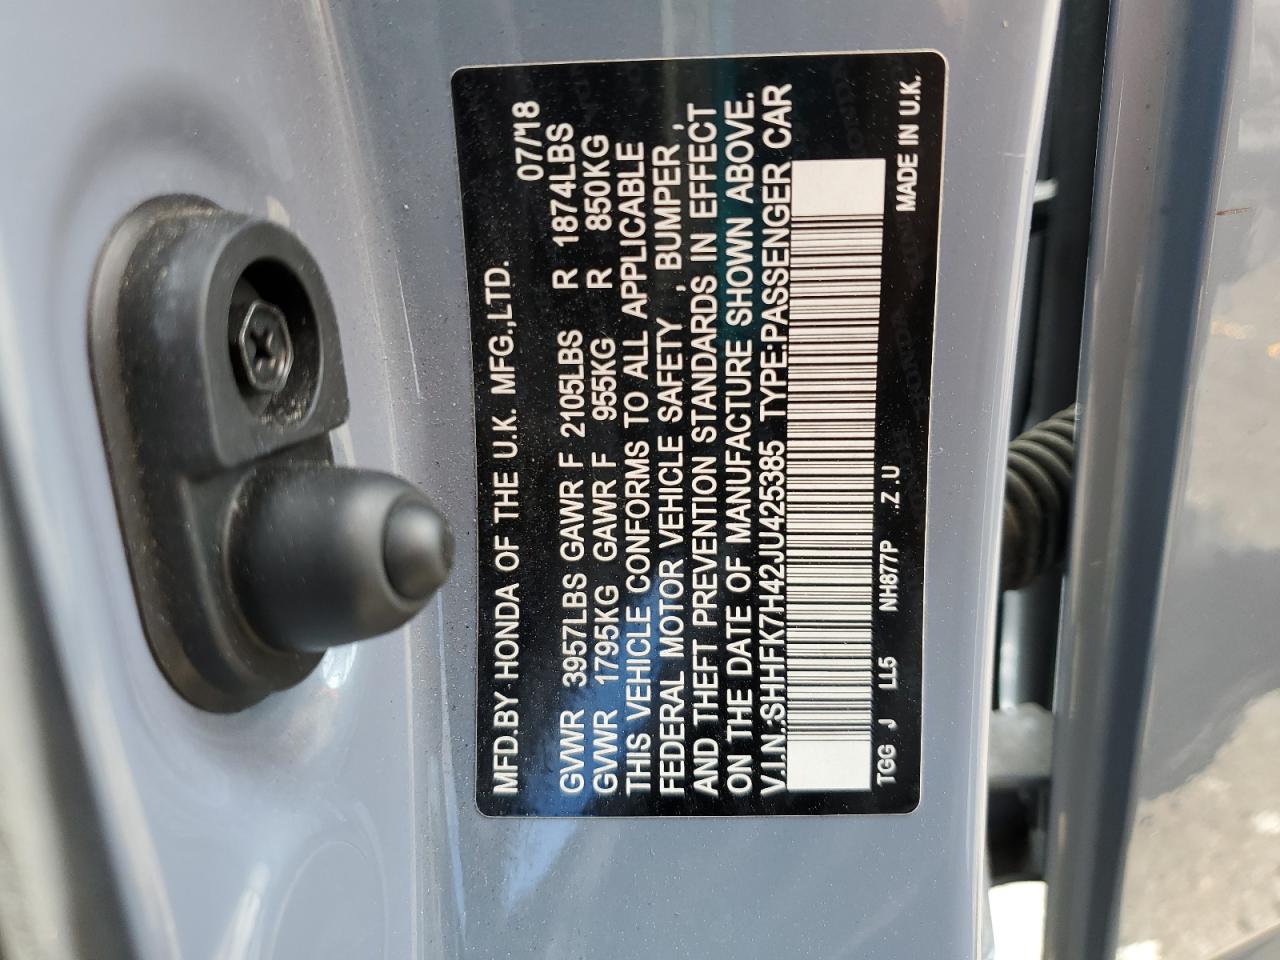 MFD.BY HONDA OF THE U.K. MFG.,LTD. 07/18
GVWR 3957LBS GAWR F 2105LBS R 1874LBS
GVWR 1795KG GAWR F 955KG R 850KG
THIS VEHICLE CONFORMS TO ALL APPLICABLE
FEDERAL MOTOR VEHICLE SAFETY , BUMPER ,
AND THEFT PREVENTION STANDARDS IN EFFECT
ON THE DATE OF MANUFACTURE SHOWN ABOVE.
V.I.N.:SHHFK7H42JU425385 TYPE:PASSENGER CAR
TGG J LL5 NH877P ..Z .U MADE IN U.K.